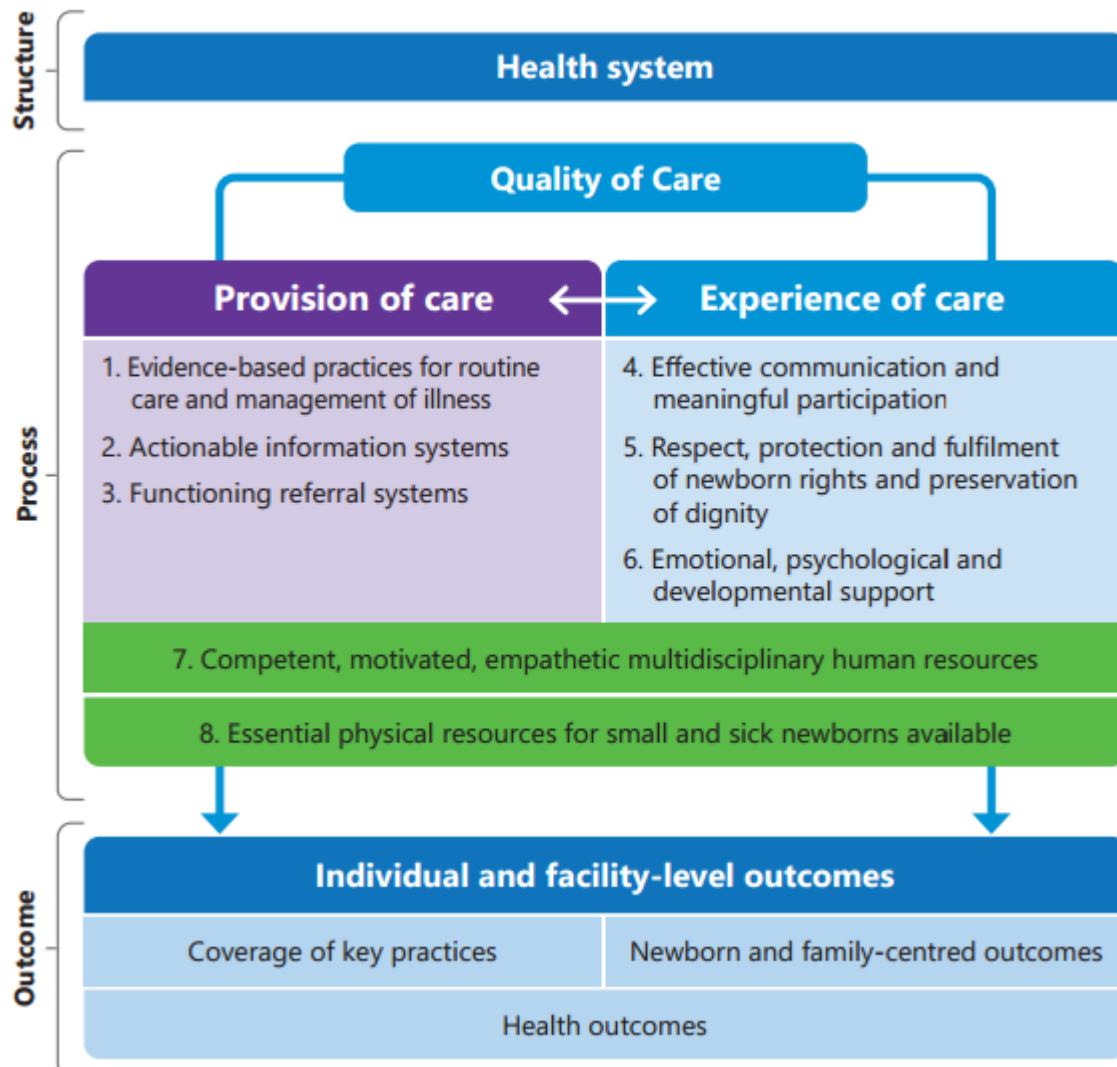 Structure
Health system
Process
Quality of Care
Provision of care
Experience of care
1. Evidence-based practices for routine
care and management of illness
2. Actionable information systems
3. Functioning referral systems
4. Effective communication and
meaningful participation
5. Respect, protection and fulfilment
of newborn rights and preservation
of dignity
6. Emotional, psychological and
developmental support
7. Competent, motivated, empathetic multidisciplinary human resources
8. Essential physical resources for small and sick newborns available
Outcome
Individual and facility-level outcomes
Coverage of key practices
Newborn and family-centred outcomes
Health outcomes